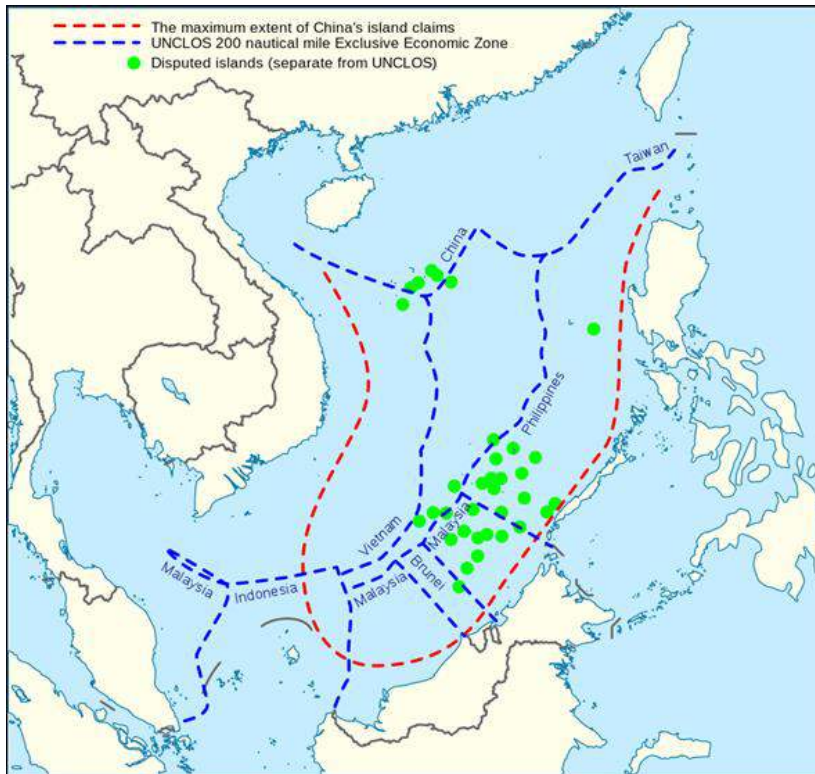 The maximum extent of China's island claims
UNCLOS 200 nautical mile Exclusive Economic Zone
Disputed islands (separate from UNCLOS)
Taiwan
China
Philippines
Vietnam
Malaysia
Malaysia
Indonesia
Malaysia
Brunei